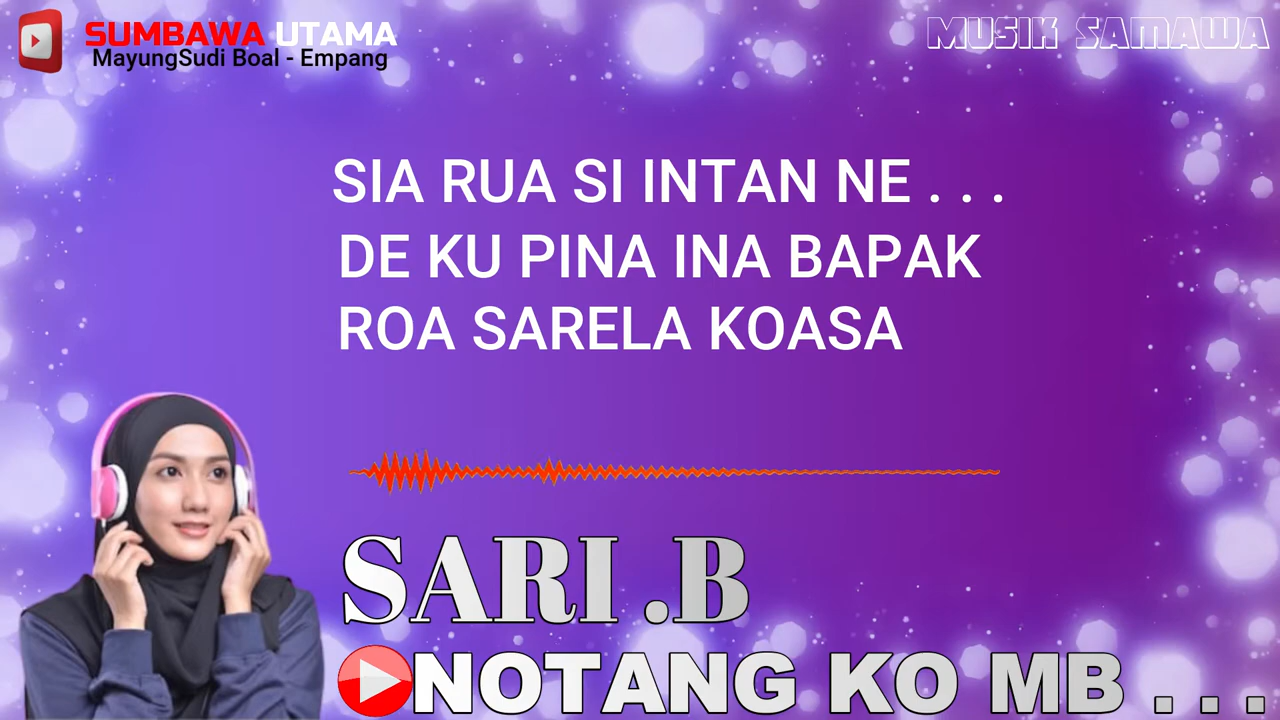 SUMBAWA UTAMA
MayungSudi Boal - Empang
MUSIK SAMAWA
SIA RUA SI INTAN NE . . .
DE KU PINA INA BAPAK
ROA SARELA KOASA
SARI .B
NOTANG KO MB . . .